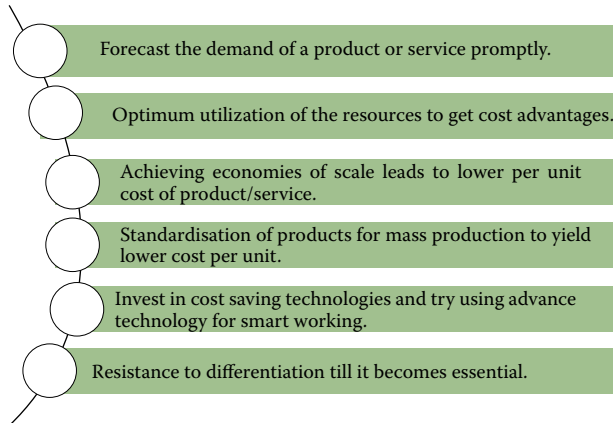 Forecast the demand of a product or service promptly.
Optimum utilization of the resources to get cost advantages.
Achieving economies of scale leads to lower per unit
cost of product/service.
Standardisation of products for mass production to yield
lower cost per unit.
Invest in cost saving technologies and try using advance
technology for smart working.
Resistance to differentiation till it becomes essential.